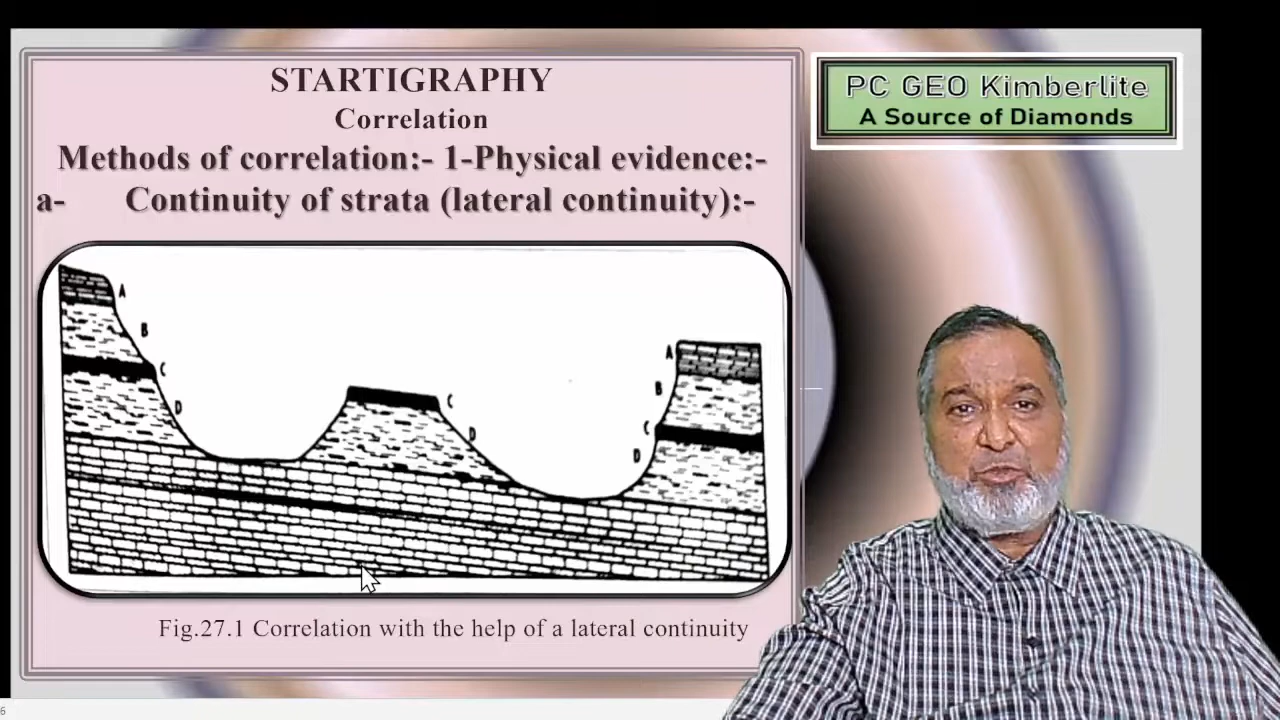 STARTIGRAPHY
Correlation
Methods of correlation:- 1-Physical evidence:-
a- Continuity of strata (lateral continuity):-
PC GEO Kimberlite
A Source of Diamonds
A
B
C
D
C
D
A
B
C
D
Fig.27.1 Correlation with the help of a lateral continuity
6